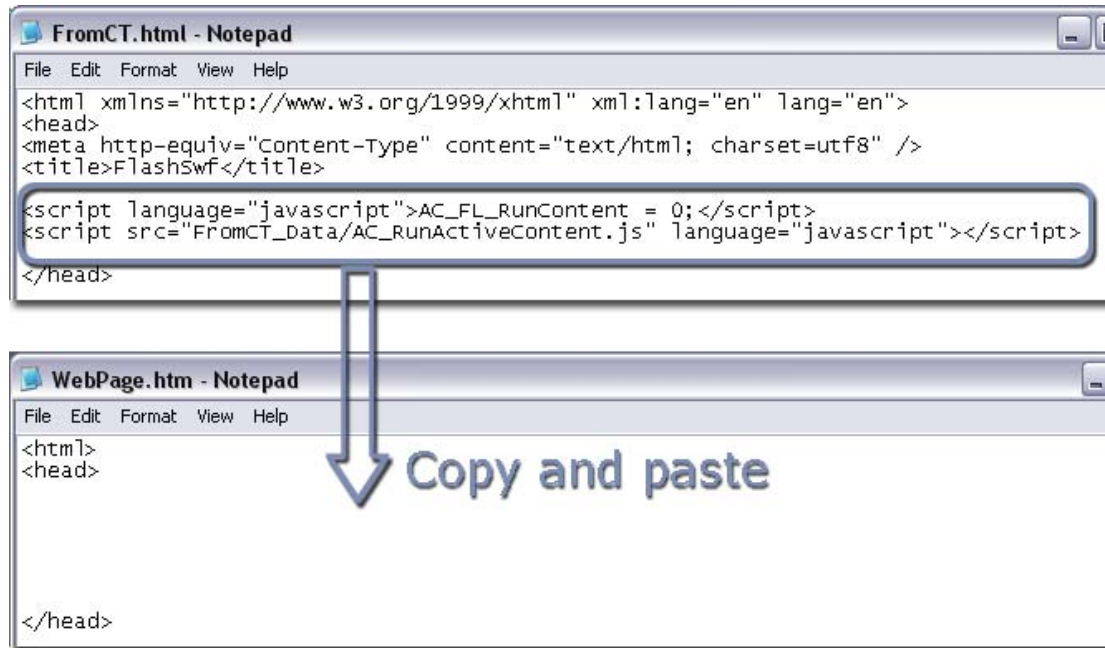 FromCT.html - Notepad
File Edit Format View Help
<html xmlns="http://www.w3.org/1999/xhtml" xml:lang="en" lang="en">
<head>
<meta http-equiv="Content-Type" content="text/html; charset=utf8" />
<title>FlashSwf</title>
<script language="javascript">AC_FL_RunContent = 0;</script>
<script src="FromCT_Data/AC_RunActiveContent.js" language="javascript"></script>
</head>
WebPage.htm - Notepad
File Edit Format View Help
<html>
<head>
Copy and paste
</head>